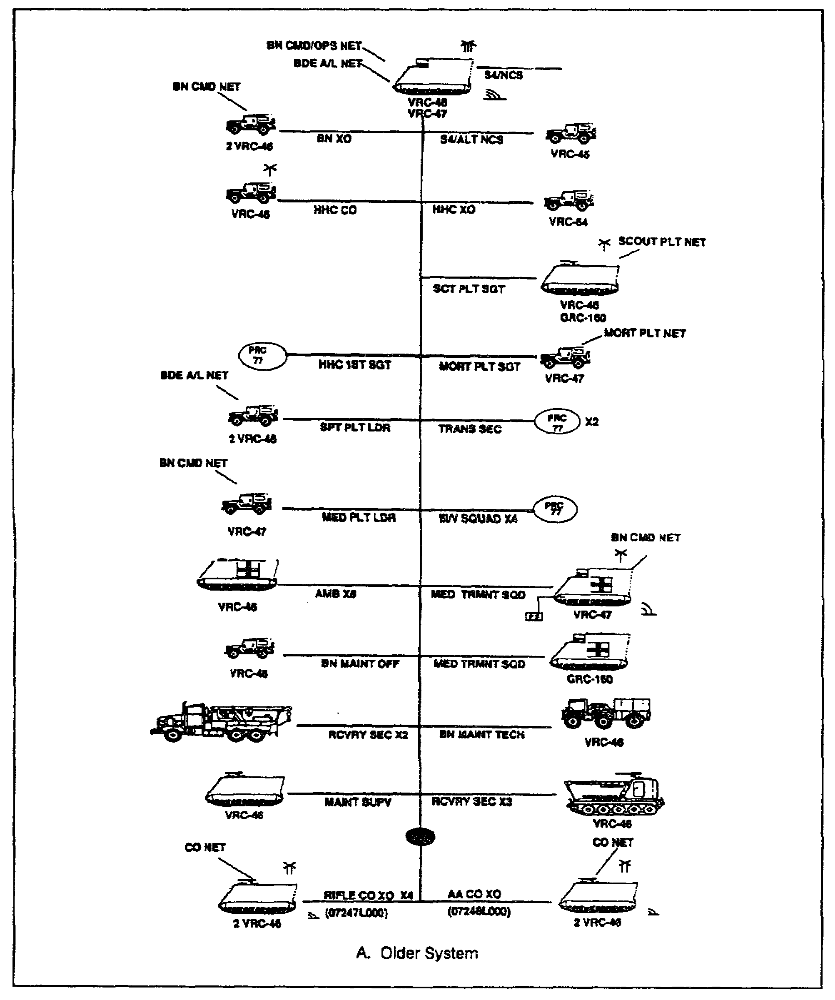 BN CMD/OPS NET
BDE A/L NET
S4/NCS
VRC-46
VRC-47
BN CMD NET
2 VRC-46
BN XO
S4/ALT NCS
VRC-46
VRC-46
HHC CO
HHC XO
VRC-64
SCOUT PLT NET
SCT PLT SGT
VRC-46
GRC-160
MORT PLT NET
PRC
77
HHC 1ST SGT
MORT PLT SGT
VRC-47
BDE A/L NET
2 VRC-46
SPT PLT LDR
TRANS SEC
PRC
77
X2
BN CMD NET
VRC-47
MED PLT LDR
SQUAD X4
PRC
77
BN CMD NET
VRC-46
AMB X8
MED TRMNT SQD
VRC-47
VRC-46
BN MAINT OFF
MED TRMNT SQD
GRC-160
RCVRY SEC X2
BN MAINT TECH
VRC-46
VRC-46
MAINT SUPV
RCVRY SEC X3
VRC-46
CO NET
CO NET
2 VRC-46
RIFLE CO XO X4
(07247L000)
AA CO XO
(07248L000)
2 VRC-46
A. Older System